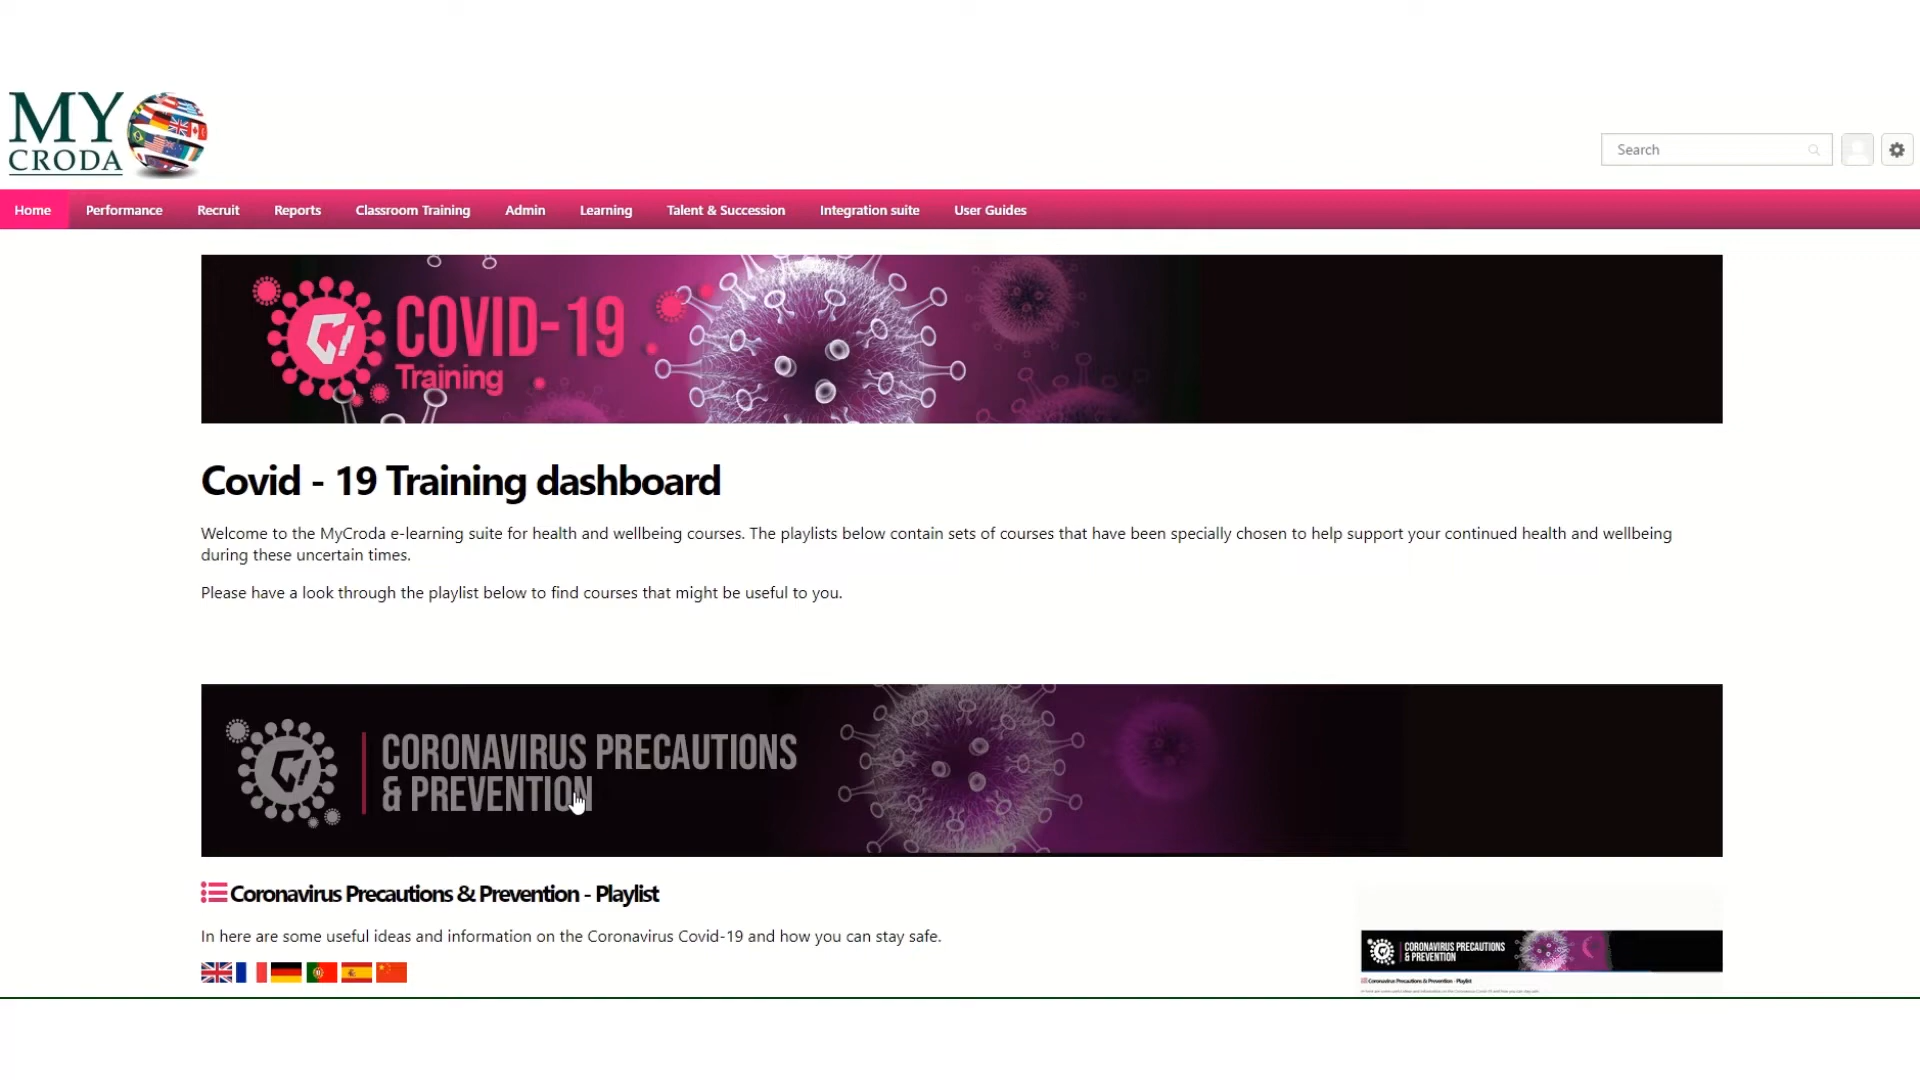 MY
CRODA
Search
Home Performance Recruit Reports Classroom Training Admin Learning Talent & Succession Integration suite User Guides
COVID-19
Training
Covid - 19 Training dashboard
Welcome to the MyCroda e-learning suite for health and wellbeing courses. The playlists below contain sets of courses that have been specially chosen to help support your continued health and wellbeing
during these uncertain times.
Please have a look through the playlist below to find courses that might be useful to you.
CORONAVIRUS PRECAUTIONS
& PREVENTION
Coronavirus Precautions & Prevention - Playlist
In here are some useful ideas and information on the Coronavirus Covid-19 and how you can stay safe.
CORONAVIRUS PRECAUTIONS
& PREVENTION
Coronavirus Precautions & Prevention - Playlist